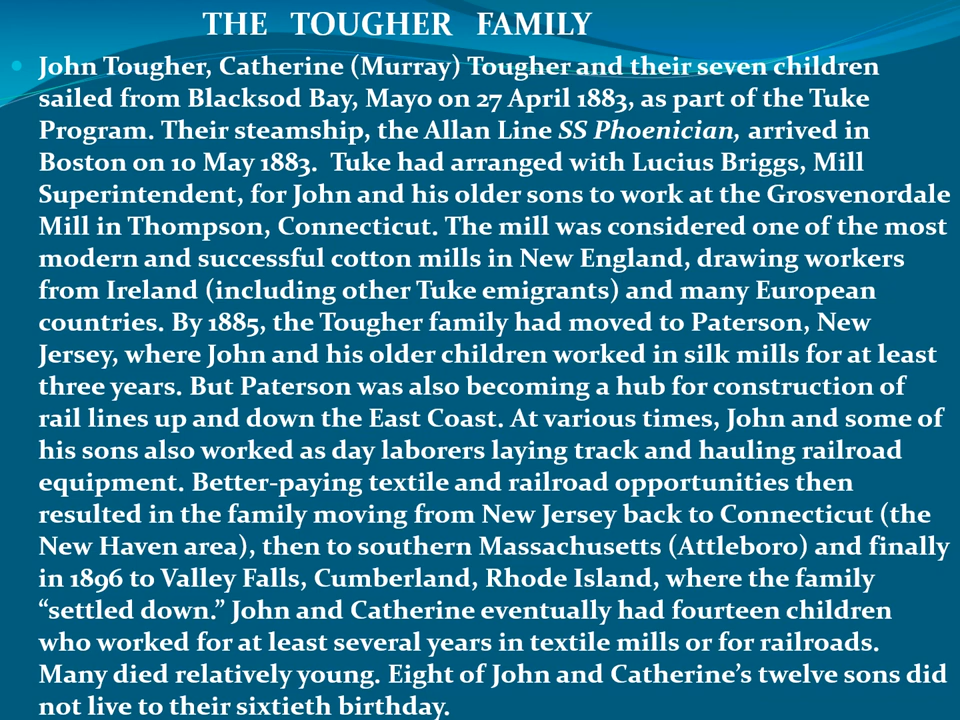 THE TOUGHER FAMILY
John Tougher, Catherine (Murray) Tougher and their seven children
sailed from Blacksod Bay, Mayo on 27 April 1883, as part of the Tuke
Program. Their steamship, the Allan Line SS Phoenician, arrived in
Boston on 10 May 1883. Tuke had arranged with Lucius Briggs, Mill
Superintendent, for John and his older sons to work at the Grosvenordale
Mill in Thompson, Connecticut. The mill was considered one of the most
modern and successful cotton mills in New England, drawing workers
from Ireland (including other Tuke emigrants) and many European
countries. By 1885, the Tougher family had moved to Paterson, New
Jersey, where John and his older children worked in silk mills for at least
three years. But Paterson was also becoming a hub for construction of
rail lines up and down the East Coast. At various times, John and some of
his sons also worked as day laborers laying track and hauling railroad
equipment. Better-paying textile and railroad opportunities then
resulted in the family moving from New Jersey back to Connecticut (the
New Haven area), then to southern Massachusetts (Attleboro) and finally
in 1896 to Valley Falls, Cumberland, Rhode Island, where the family
“settled down.” John and Catherine eventually had fourteen children
who worked for at least several years in textile mills or for railroads.
Many died relatively young. Eight of John and Catherine’s twelve sons did
not live to their sixtieth birthday.